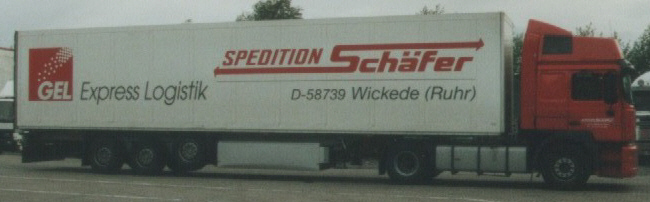 GEL Express Logistik
SPEDITION Schäfer
D-58739 Wickede (Ruhr)